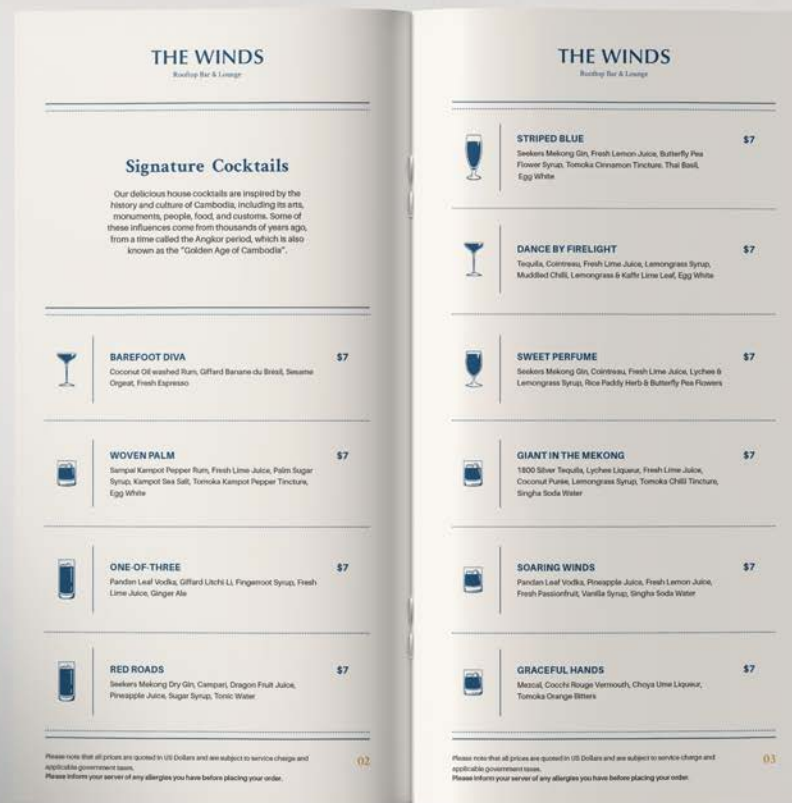 THE WINDS
Rooftop Bar & Lounge
Signature Cocktails
Our delicious house cocktails are inspired by the
history and culture of Cambodia, including its arts,
monuments, people, food, and customs. Some of
these influences come from thousands of years ago,
from a time called the Angkor period, which is also
known as the "Golden Age of Cambodia".
BAREFOOT DIVA $7
Coconut Oil washed Rum, Giffard Banane du Brésil, Sesame
Orgeat, Fresh Espresso
WOVEN PALM $7
Sampai Kampot Pepper Rum, Fresh Lime Juice, Palm Sugar
Syrup, Kampot Sea Salt, Tomoka Kampot Pepper Tincture,
Egg White
ONE-OF-THREE $7
Pandan Leaf Vodka, Giffard Litchi-Li, Fingerroot Syrup, Fresh
Lime Juice, Ginger Ale
RED ROADS $7
Seekers Mekong Dry Gin, Campari, Dragon Fruit Juice,
Pineapple Juice, Sugar Syrup, Tonic Water
Please note that all prices are quoted in US Dollars and are subject to service charge and
applicable government taxes.
Please inform your server of any allergies you have before placing your order.
02
THE WINDS
Rooftop Bar & Lounge
STRIPED BLUE $7
Seekers Mekong Gin, Fresh Lemon Juice, Butterfly Pea
Flower Syrup, Tomoka Cinnamon Tincture. Thai Basil,
Egg White
DANCE BY FIRELIGHT $7
Tequila, Cointreau, Fresh Lime Juice, Lemongrass Syrup,
Muddled Chilli, Lemongrass & Kaffir Lime Leaf, Egg White
SWEET PERFUME $7
Seekers Mekong Gin, Cointreau, Fresh Lime Juice, Lychee &
Lemongrass Syrup, Rice Paddy Herb & Butterfly Pea Flowers
GIANT IN THE MEKONG $7
1800 Silver Tequila, Lychee Liqueur, Fresh Lime Juice,
Coconut Puree, Lemongrass Syrup, Tomoka Chilli Tincture,
Singha Soda Water
SOARING WINDS $7
Pandan Leaf Vodka, Pineapple Juice, Fresh Lemon Juice,
Fresh Passionfruit, Vanilla Syrup, Singha Soda Water
GRACEFUL HANDS $7
Mezcal, Cocchi Rouge Vermouth, Choya Ume Liqueur,
Tomoka Orange Bitters
Please note that all prices are quoted in US Dollars and are subject to service charge and
applicable government taxes.
Please inform your server of any allergies you have before placing your order.
03